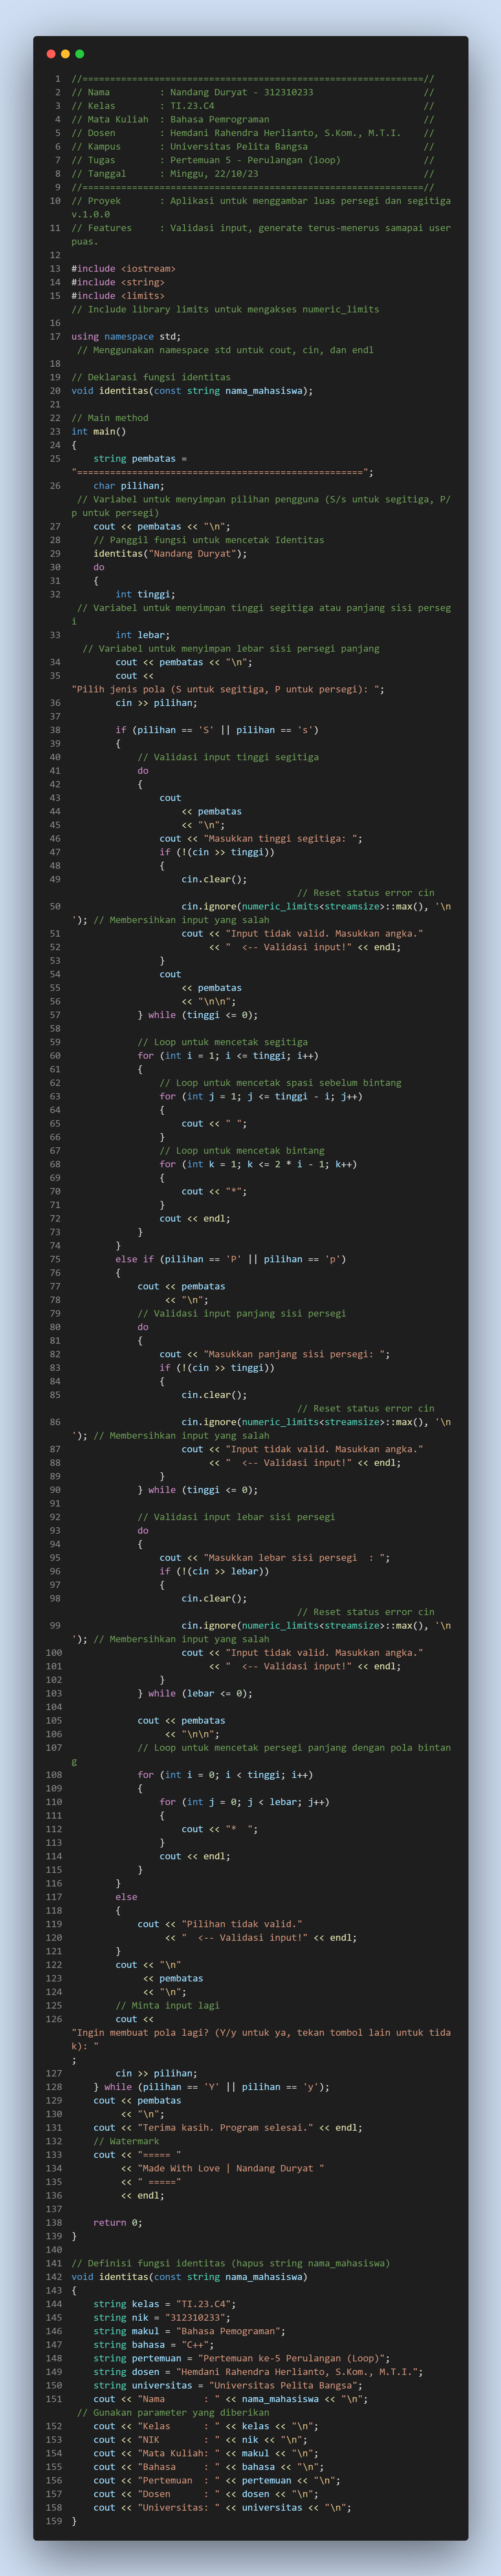 1 //==============================================================//
2 // Nama         : Nandang Duryat - 312310233                    //
3 // Kelas        : TI.23.C4                                      //
4 // Mata Kuliah  : Bahasa Pemrograman                            //
5 // Dosen        : Hemdani Rahendra Herlianto, S.Kom., M.T.I.    //
6 // Kampus       : Universitas Pelita Bangsa                     //
7 // Tugas        : Pertemuan 5 - Perulangan (loop)               //
8 // Tanggal      : Minggu, 22/10/23                              //
9 //==============================================================//
10 // Proyek       : Aplikasi untuk menggambar luas persegi dan segitiga
v.1.0.0
11 // Features     : Validasi input, generate terus-menerus samapai user
puas.
12
13 #include <iostream>
14 #include <string>
15 #include <limits>
// Include library limits untuk mengakses numeric_limits
16
17 using namespace std;
// Menggunakan namespace std untuk cout, cin, dan endl
18
19 // Deklarasi fungsi identitas
20 void identitas(const string nama_mahasiswa);
21
22 // Main method
23 int main()
24 {
25     string pembatas =
"====================================================";
26     char pilihan;
// Variabel untuk menyimpan pilihan pengguna (S/s untuk segitiga, P/
p untuk persegi)
27     cout << pembatas << "\n";
28     // Panggil fungsi untuk mencetak Identitas
29     identitas("Nandang Duryat");
30     do
31     {
32         int tinggi;
// Variabel untuk menyimpan tinggi segitiga atau panjang sisi perseg
i
33         int lebar;
// Variabel untuk menyimpan lebar sisi persegi panjang
34         cout << pembatas << "\n";
35         cout <<
"Pilih jenis pola (S untuk segitiga, P untuk persegi): ";
36         cin >> pilihan;
37
38         if (pilihan == 'S' || pilihan == 's')
39         {
40             // Validasi input tinggi segitiga
41             do
42             {
43                 cout
44                     << pembatas
45                     << "\n";
46                 cout << "Masukkan tinggi segitiga: ";
47                 if (!(cin >> tinggi))
48                 {
49                     cin.clear();
// Reset status error cin
50                     cin.ignore(numeric_limits<streamsize>::max(), '\n
'); // Membersihkan input yang salah
51                     cout << "Input tidak valid. Masukkan angka."
52                          << "  <-- Validasi input!" << endl;
53                 }
54                 cout
55                     << pembatas
56                     << "\n\n";
57             } while (tinggi <= 0);
58
59             // Loop untuk mencetak segitiga
60             for (int i = 1; i <= tinggi; i++)
61             {
62                 // Loop untuk mencetak spasi sebelum bintang
63                 for (int j = 1; j <= tinggi - i; j++)
64                 {
65                     cout << " ";
66                 }
67                 // Loop untuk mencetak bintang
68                 for (int k = 1; k <= 2 * i - 1; k++)
69                 {
70                     cout << "*";
71                 }
72                 cout << endl;
73             }
74         }
75         else if (pilihan == 'P' || pilihan == 'p')
76         {
77             cout << pembatas
78                  << "\n";
79             // Validasi input panjang sisi persegi
80             do
81             {
82                 cout << "Masukkan panjang sisi persegi: ";
83                 if (!(cin >> tinggi))
84                 {
85                     cin.clear();
// Reset status error cin
86                     cin.ignore(numeric_limits<streamsize>::max(), '\n
'); // Membersihkan input yang salah
87                     cout << "Input tidak valid. Masukkan angka."
88                          << "  <-- Validasi input!" << endl;
89                 }
90             } while (tinggi <= 0);
91
92             // Validasi input lebar sisi persegi
93             do
94             {
95                 cout << "Masukkan lebar sisi persegi  : ";
96                 if (!(cin >> lebar))
97                 {
98                     cin.clear();
// Reset status error cin
99                     cin.ignore(numeric_limits<streamsize>::max(), '\n
'); // Membersihkan input yang salah
100                     cout << "Input tidak valid. Masukkan angka."
101                          << "  <-- Validasi input!" << endl;
102                 }
103             } while (lebar <= 0);
104
105             cout << pembatas
106                  << "\n\n";
107             // Loop untuk mencetak persegi panjang dengan pola bintan
g
108             for (int i = 0; i < tinggi; i++)
109             {
110                 for (int j = 0; j < lebar; j++)
111                 {
112                     cout << "*  ";
113                 }
114                 cout << endl;
115             }
116         }
117         else
118         {
119             cout << "Pilihan tidak valid."
120                  << "  <-- Validasi input!" << endl;
121         }
122         cout << "\n"
123              << pembatas
124              << "\n";
125         // Minta input lagi
126         cout <<
"Ingin membuat pola lagi? (Y/y untuk ya, tekan tombol lain untuk tida
k): "
;
127         cin >> pilihan;
128     } while (pilihan == 'Y' || pilihan == 'y');
129     cout << pembatas
130          << "\n";
131     cout << "Terima kasih. Program selesai." << endl;
132     // Watermark
133     cout << "===== "
134          << "Made With Love | Nandang Duryat "
135          << " ====="
136          << endl;
137
138     return 0;
139 }
140
141 // Definisi fungsi identitas (hapus string nama_mahasiswa)
142 void identitas(const string nama_mahasiswa)
143 {
144     string kelas = "TI.23.C4";
145     string nik = "312310233";
146     string makul = "Bahasa Pemograman";
147     string bahasa = "C++";
148     string pertemuan = "Pertemuan ke-5 Perulangan (Loop)";
149     string dosen = "Hemdani Rahendra Herlianto, S.Kom., M.T.I.";
150     string universitas = "Universitas Pelita Bangsa";
151     cout << "Nama       : " << nama_mahasiswa << "\n";
// Gunakan parameter yang diberikan
152     cout << "Kelas      : " << kelas << "\n";
153     cout << "NIK        : " << nik << "\n";
154     cout << "Mata Kuliah: " << makul << "\n";
155     cout << "Bahasa     : " << bahasa << "\n";
156     cout << "Pertemuan  : " << pertemuan << "\n";
157     cout << "Dosen      : " << dosen << "\n";
158     cout << "Universitas: " << universitas << "\n";
159 }